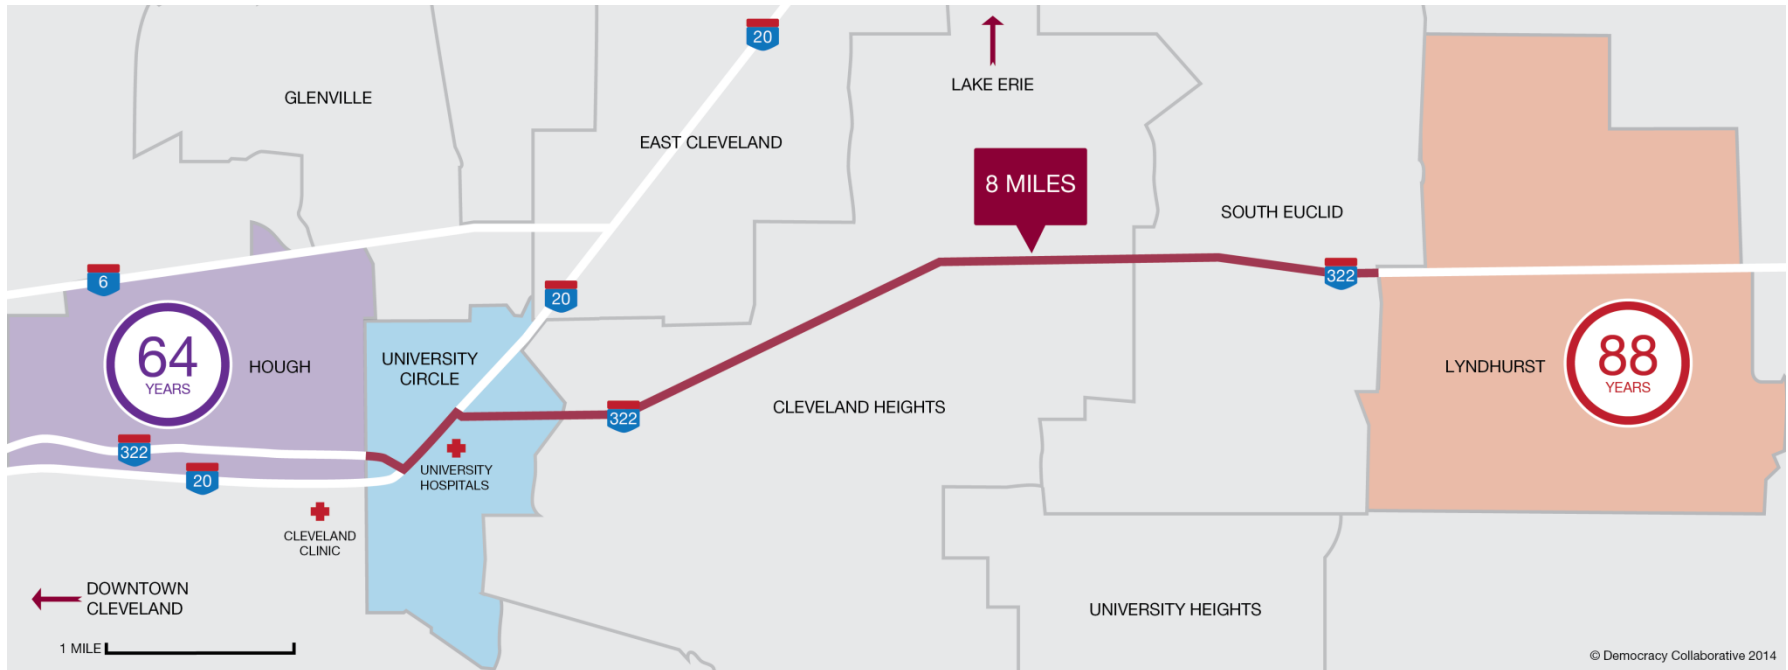 20
GLENVILLE
LAKE ERIE
EAST CLEVELAND
8 MILES
SOUTH EUCLID
6
20
322
64
YEARS
HOUGH
UNIVERSITY
CIRCLE
LYNDHURST
88
YEARS
CLEVELAND HEIGHTS
322
322
20
UNIVERSITY
HOSPITALS
CLEVELAND
CLINIC
DOWNTOWN
CLEVELAND
UNIVERSITY HEIGHTS
1 MILE
© Democracy Collaborative 2014